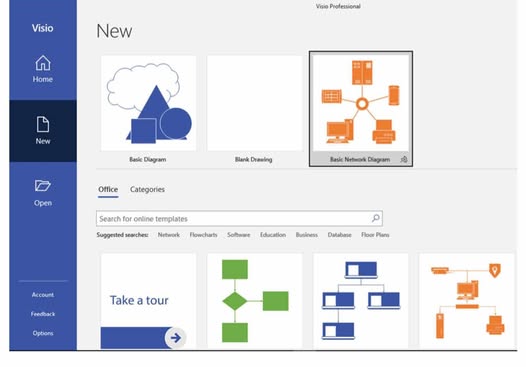 Visio Professional
Visio
New
Home
New
Open
Basic Diagram
Blank Drawing
Basic Network Diagram
Office Categories
Search for online templates
Suggested searches: Network Flowcharts Software Education Business Database Floor Plans
Take a tour
Account
Feedback
Options